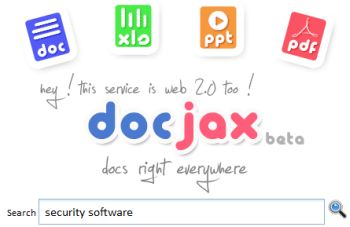 doc xlo ppt pdf
hey! this service is web 2.0 too!
docjax beta
docs right everywhere
Search security software